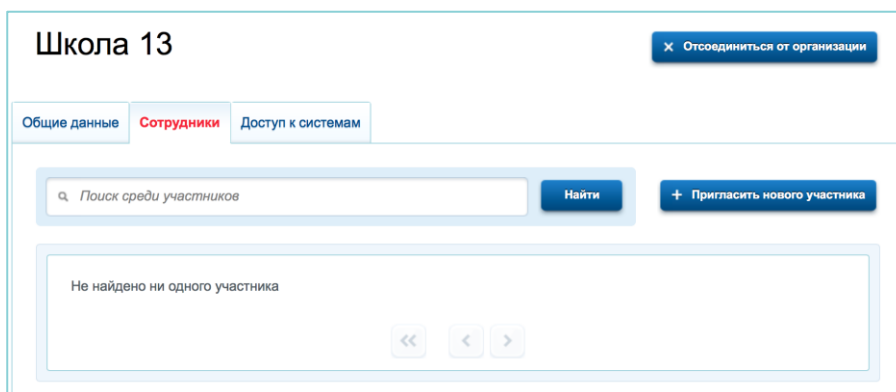 Школа 13
Отсоединиться от организации
Общие данные
Сотрудники
Доступ к системам
Поиск среди участников
Найти
+ Пригласить нового участника
Не найдено ни одного участника